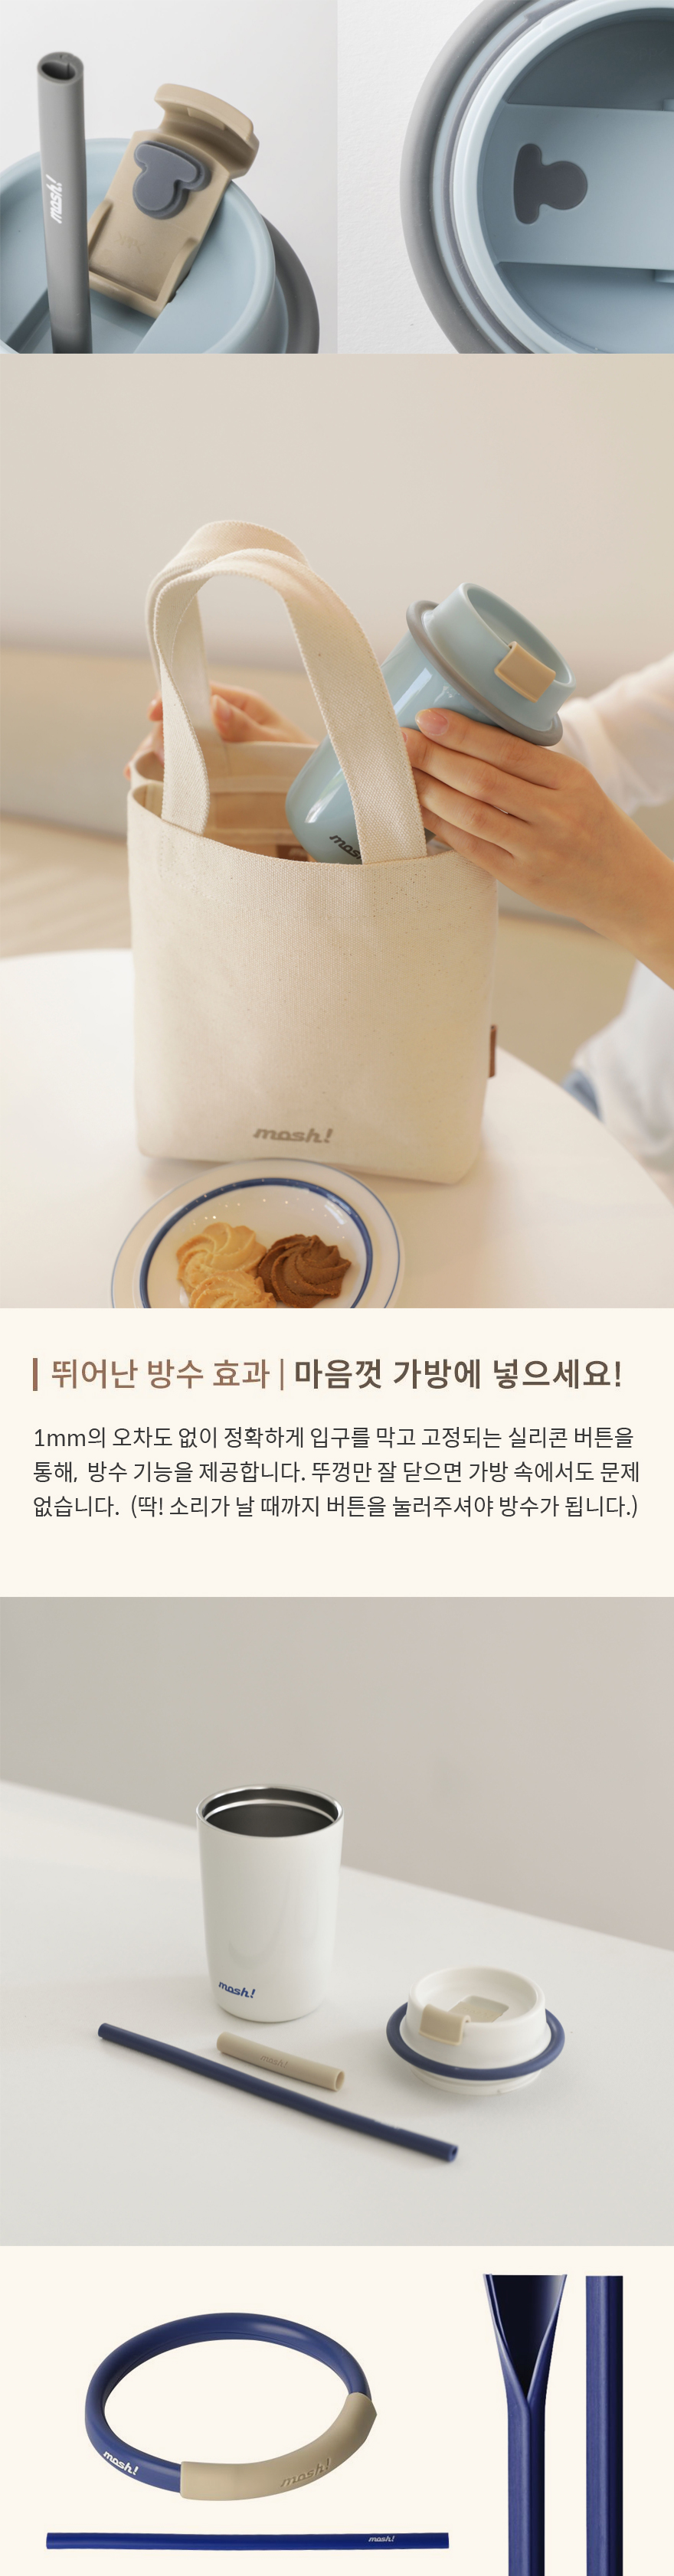 mosh!
mosh!
mosh!
뛰어난 방수 효과 | 마음껏 가방에 넣으세요!
1mm의 오차도 없이 정확하게 입구를 막고 고정되는 실리콘 버튼을
통해, 방수 기능을 제공합니다. 뚜껑만 잘 닫으면 가방 속에서도 문제
없습니다. (딱! 소리가 날 때까지 버튼을 눌러주셔야 방수가 됩니다.)
mosh!
mosh!
mosh!
mosh!
mosh!